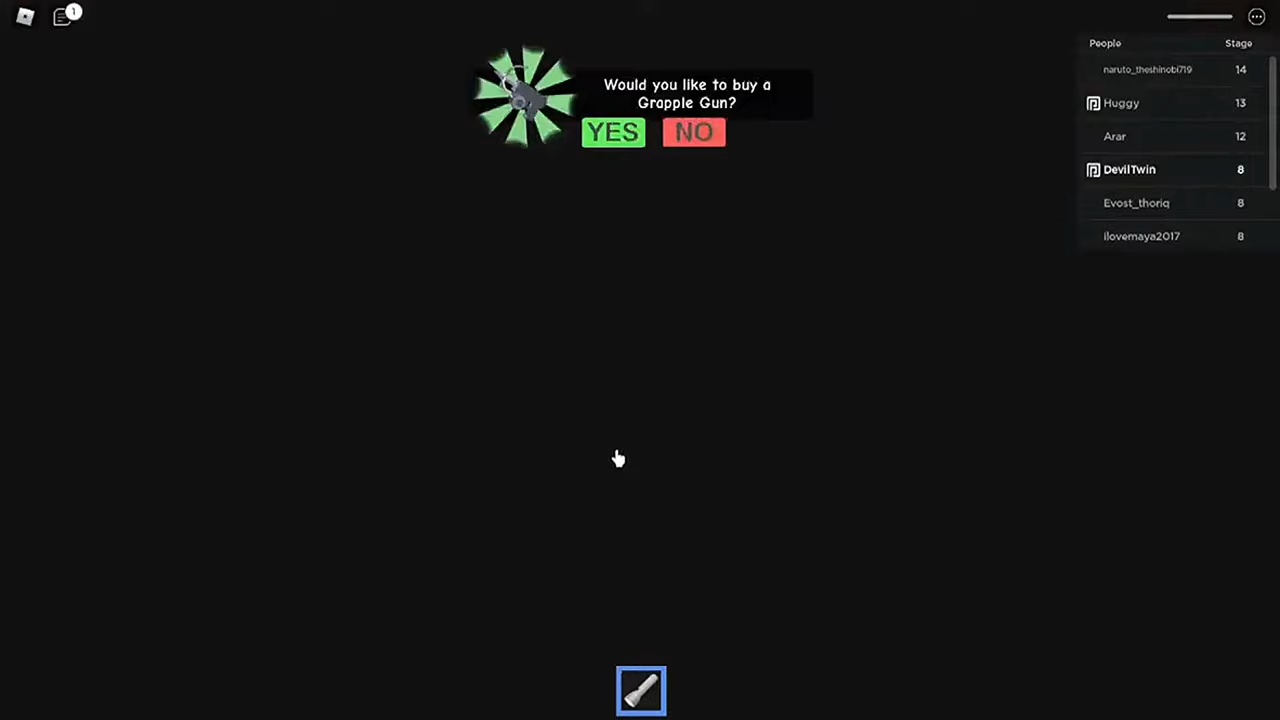 1
People Stage
naruto_theshinobi719 14
Huggy 13
Arar 12
DevilTwin 8
Evost_thoriq 8
ilovemaya2017 8
Would you like to buy a
Grapple Gun?
YES NO